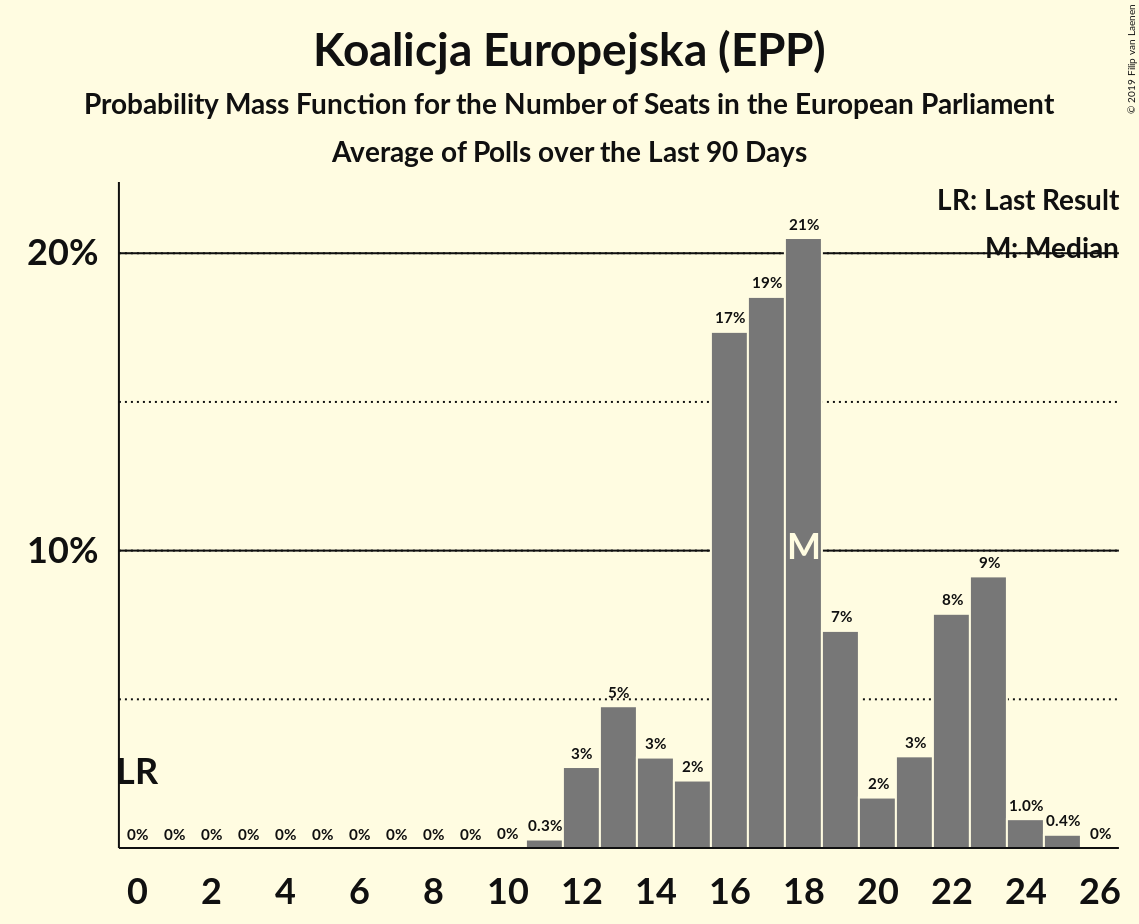 Koalicja Europejska (EPP)
Probability Mass Function for the Number of Seats in the European Parliament
Average of Polls over the Last 90 Days
© 2019 Filip van Laenen
LR: Last Result
M: Median
20%
10%
LR
M
0% 0% 0% 0% 0% 0% 0% 0% 0% 0% 0% 0.3% 3% 5% 3% 2% 17% 19% 21% 7% 2% 3% 8% 9% 1.0% 0.4% 0%
0 2 4 6 8 10 12 14 16 18 20 22 24 26